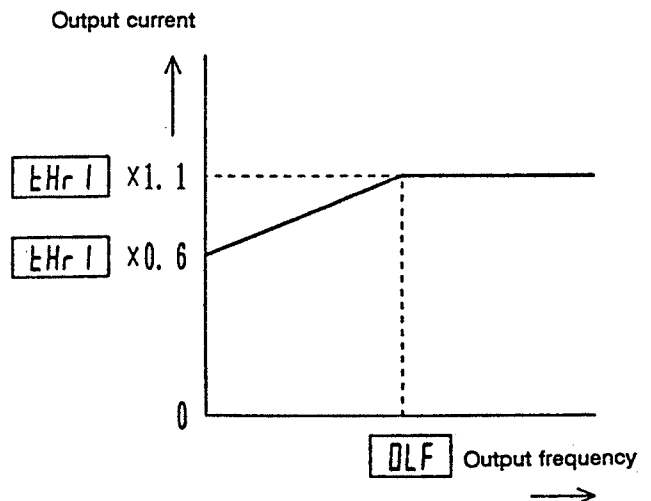 Output current
tHr1 ×1.1
tHr1 ×0.6
0
OLF Output frequency